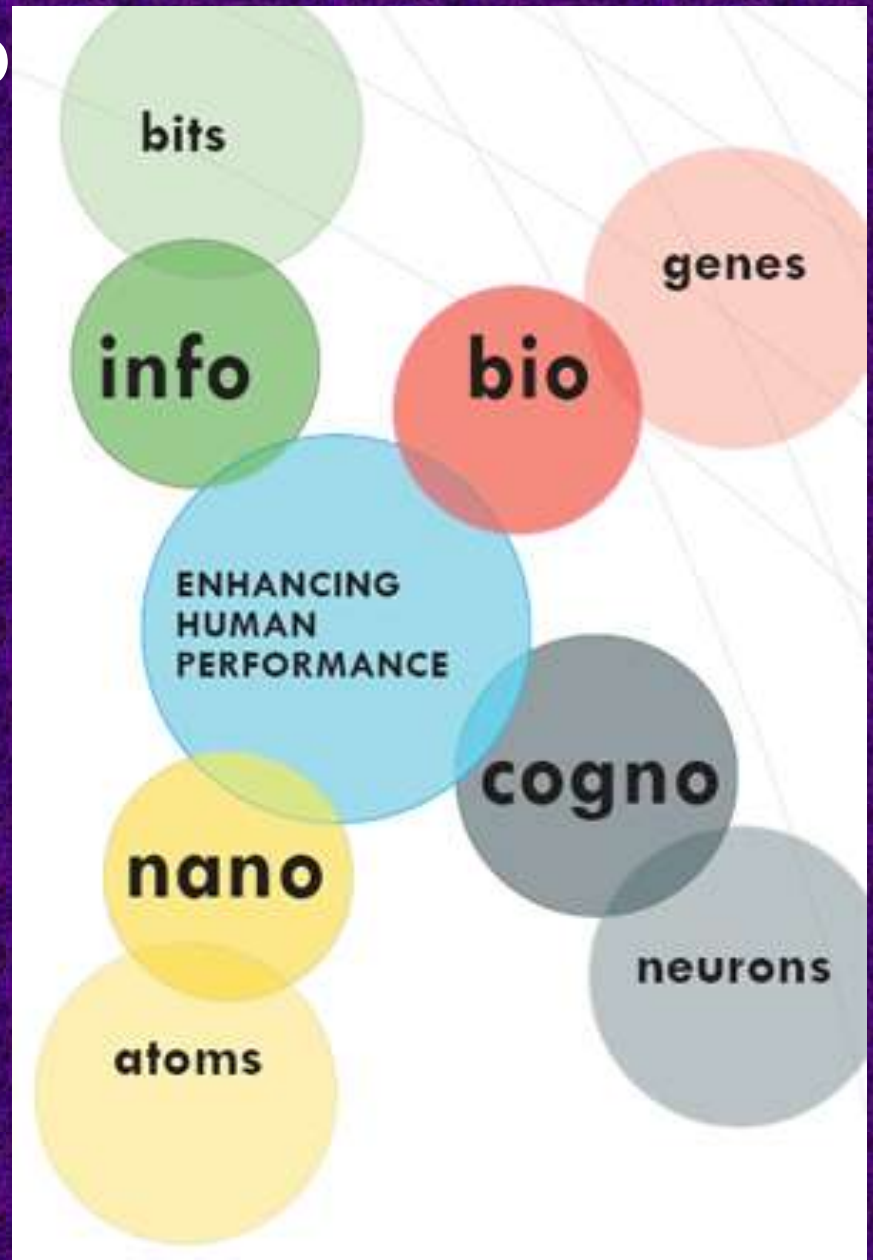 bits
genes
info
bio
ENHANCING
HUMAN
PERFORMANCE
cogno
nano
neurons
atoms